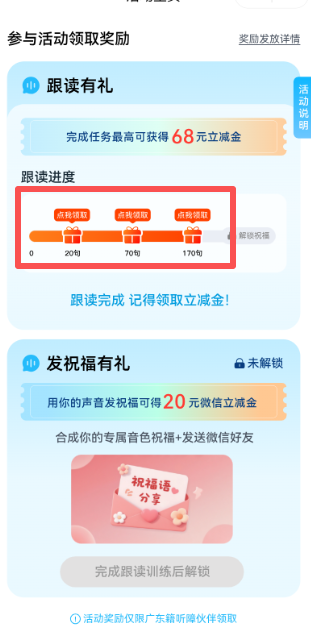 参与活动领取奖励
奖励发放详情
活动说明
跟读有礼
完成任务最高可获得68元立减金
跟读进度
点我领取 点我领取 点我领取
解锁祝福
0 20句 70句 170句
跟读完成 记得领取立减金!
发祝福有礼
未解锁
用你的声音发祝福可得20元微信立减金
合成你的专属音色祝福+发送微信好友
祝福语
分享
完成跟读训练后解锁
活动奖励仅限广东籍听障伙伴领取